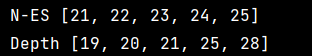 N-ES [21, 22, 23, 24, 25]
Depth [19, 20, 21, 25, 28]